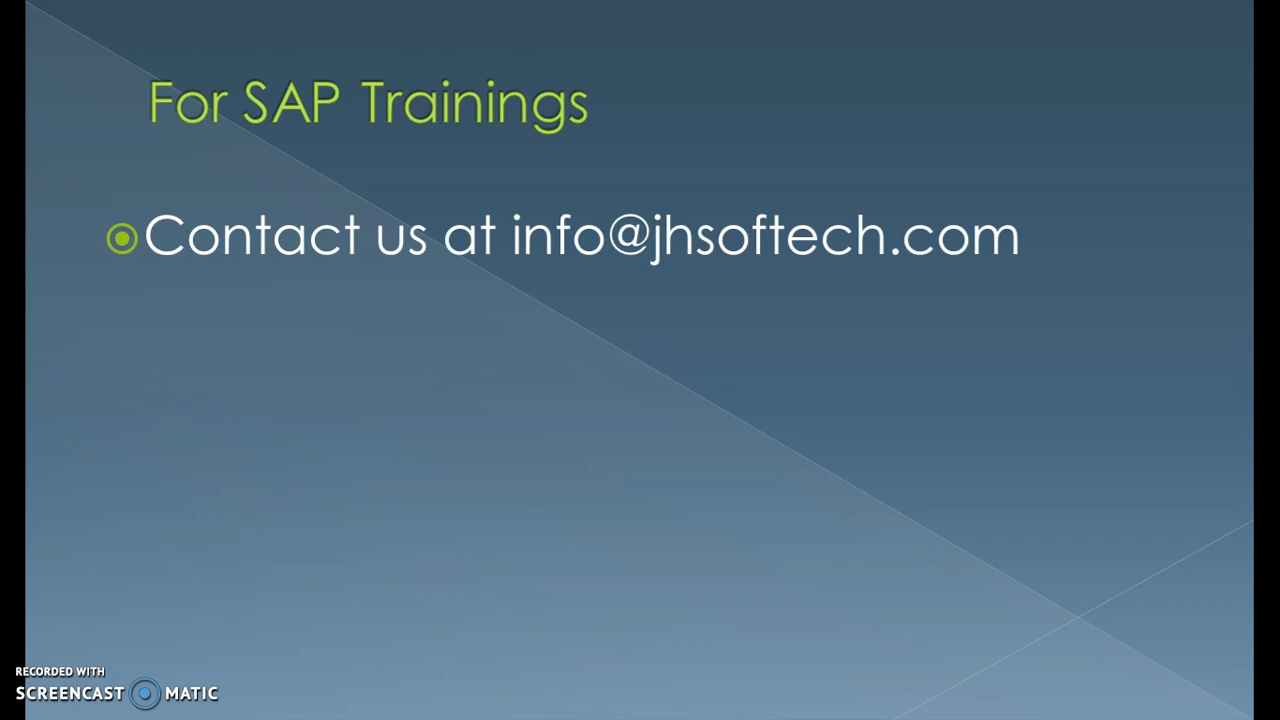 For SAP Trainings
Contact us at info@jhsoftech.com
RECORDED WITH
SCREENCAST MATIC